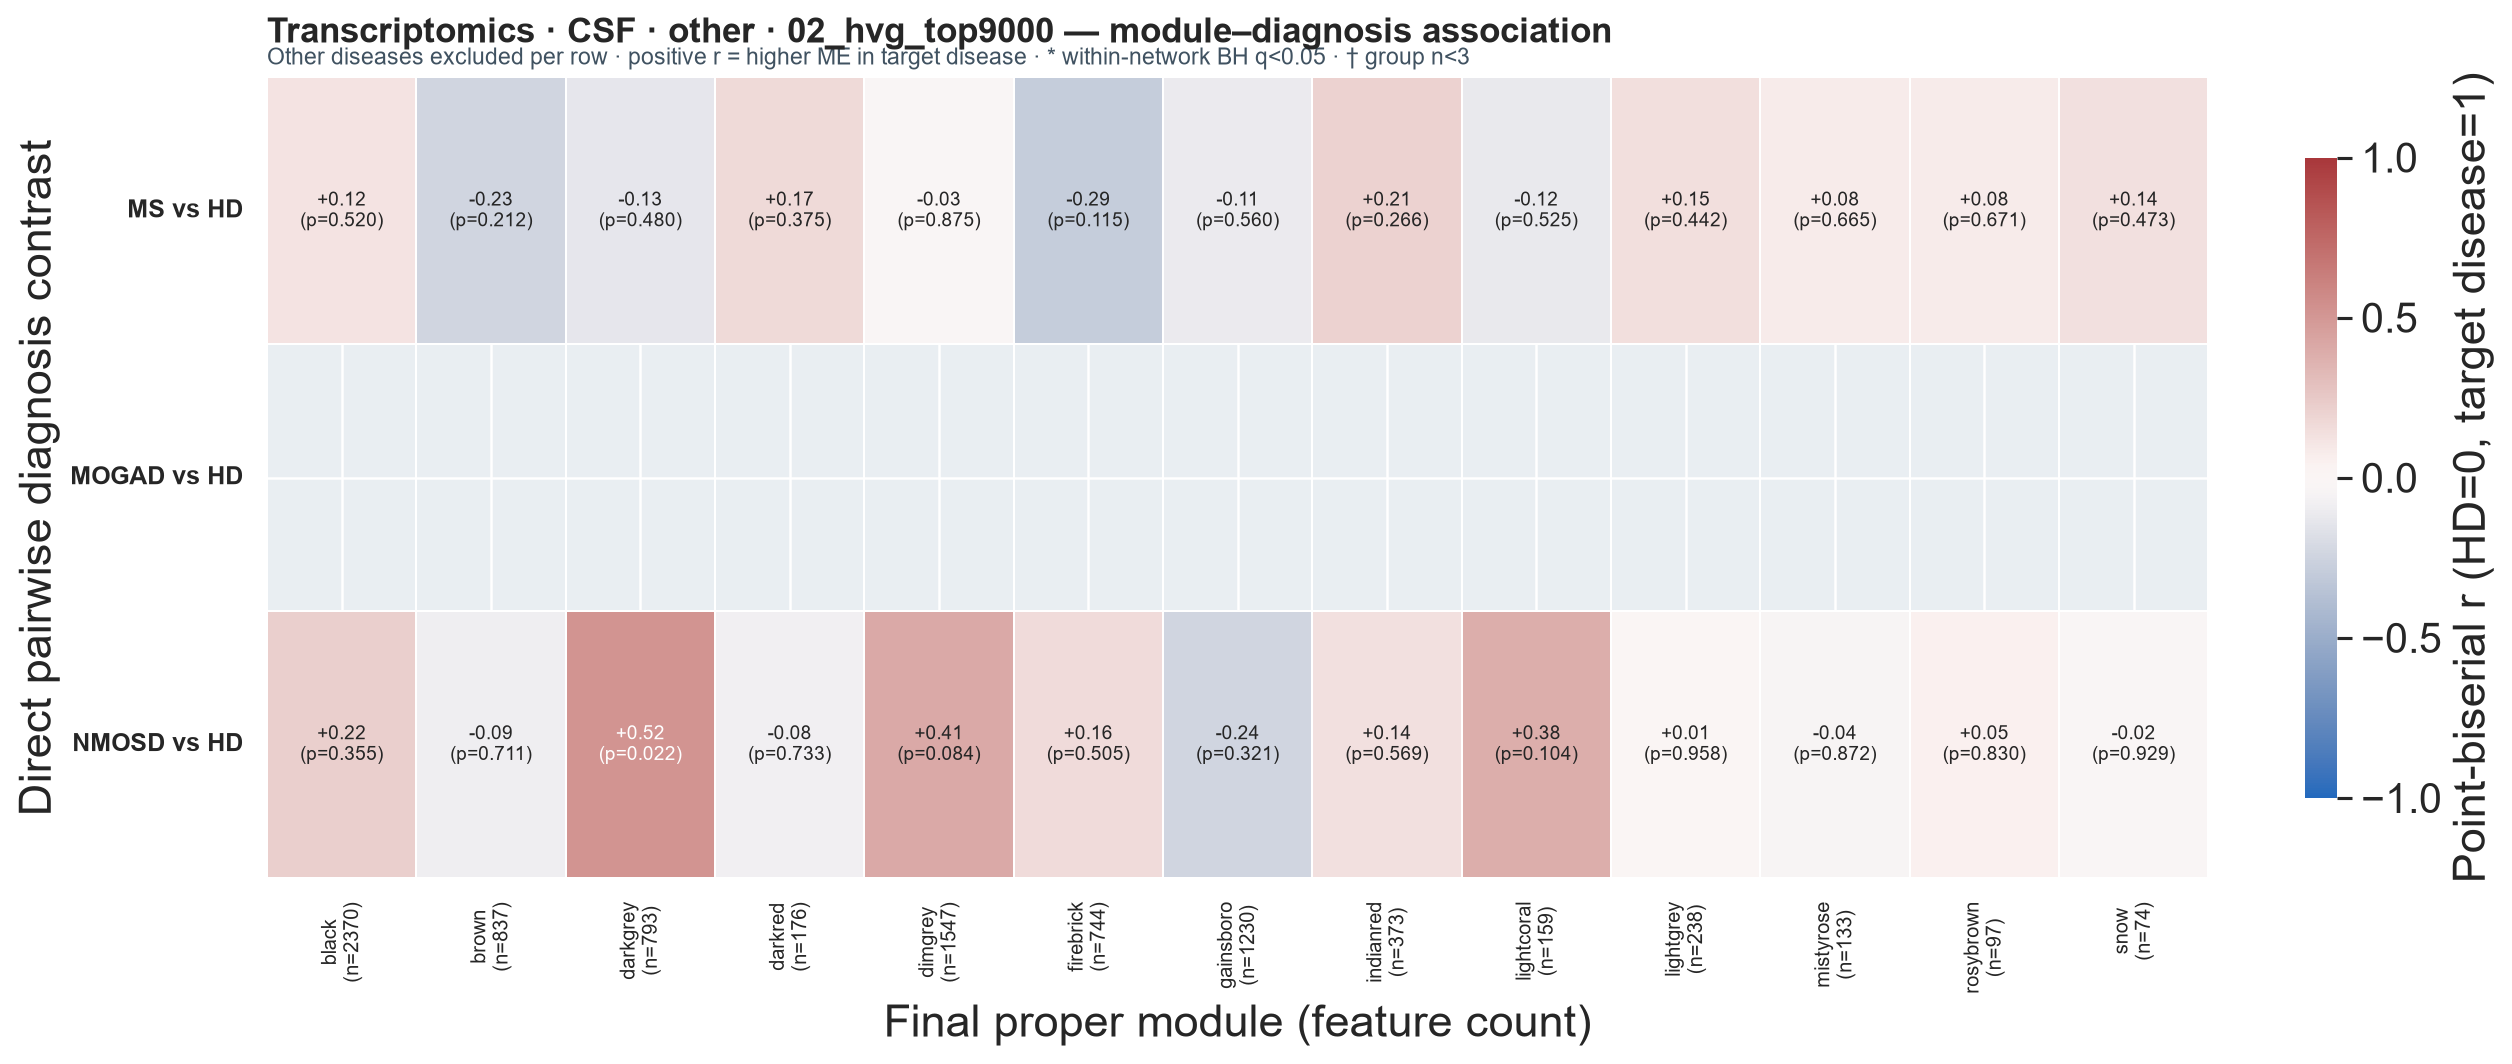 Transcriptomics · CSF · other · 02_hvg_top9000 — module–diagnosis association
Other diseases excluded per row · positive r = higher ME in target disease · * within-network BH q<0.05 · † group n<3
Direct pairwise diagnosis contrast
MS vs HD
+0.12 -0.23 -0.13 +0.17 -0.03 -0.29 -0.11 +0.21 -0.12 +0.15 +0.08 +0.08 +0.14
(p=0.520) (p=0.212) (p=0.480) (p=0.375) (p=0.875) (p=0.115) (p=0.560) (p=0.266) (p=0.525) (p=0.442) (p=0.665) (p=0.671) (p=0.473)
MOGAD vs HD
NMOSD vs HD
+0.22 -0.09 +0.52 -0.08 +0.41 +0.16 -0.24 +0.14 +0.38 +0.01 -0.04 +0.05 -0.02
(p=0.355) (p=0.711) (p=0.022) (p=0.733) (p=0.084) (p=0.505) (p=0.321) (p=0.569) (p=0.104) (p=0.958) (p=0.872) (p=0.830) (p=0.929)
black
(n=2370)
brown
(n=837)
darkgrey
(n=793)
darkred
(n=176)
dimgrey
(n=1547)
firebrick
(n=744)
gainsboro
(n=1230)
indianred
(n=373)
lightcoral
(n=159)
lightgrey
(n=238)
mistyrose
(n=133)
rosybrown
(n=97)
snow
(n=74)
Final proper module (feature count)
1.0
0.5
0.0
−0.5
−1.0
Point-biserial r (HD=0, target disease=1)